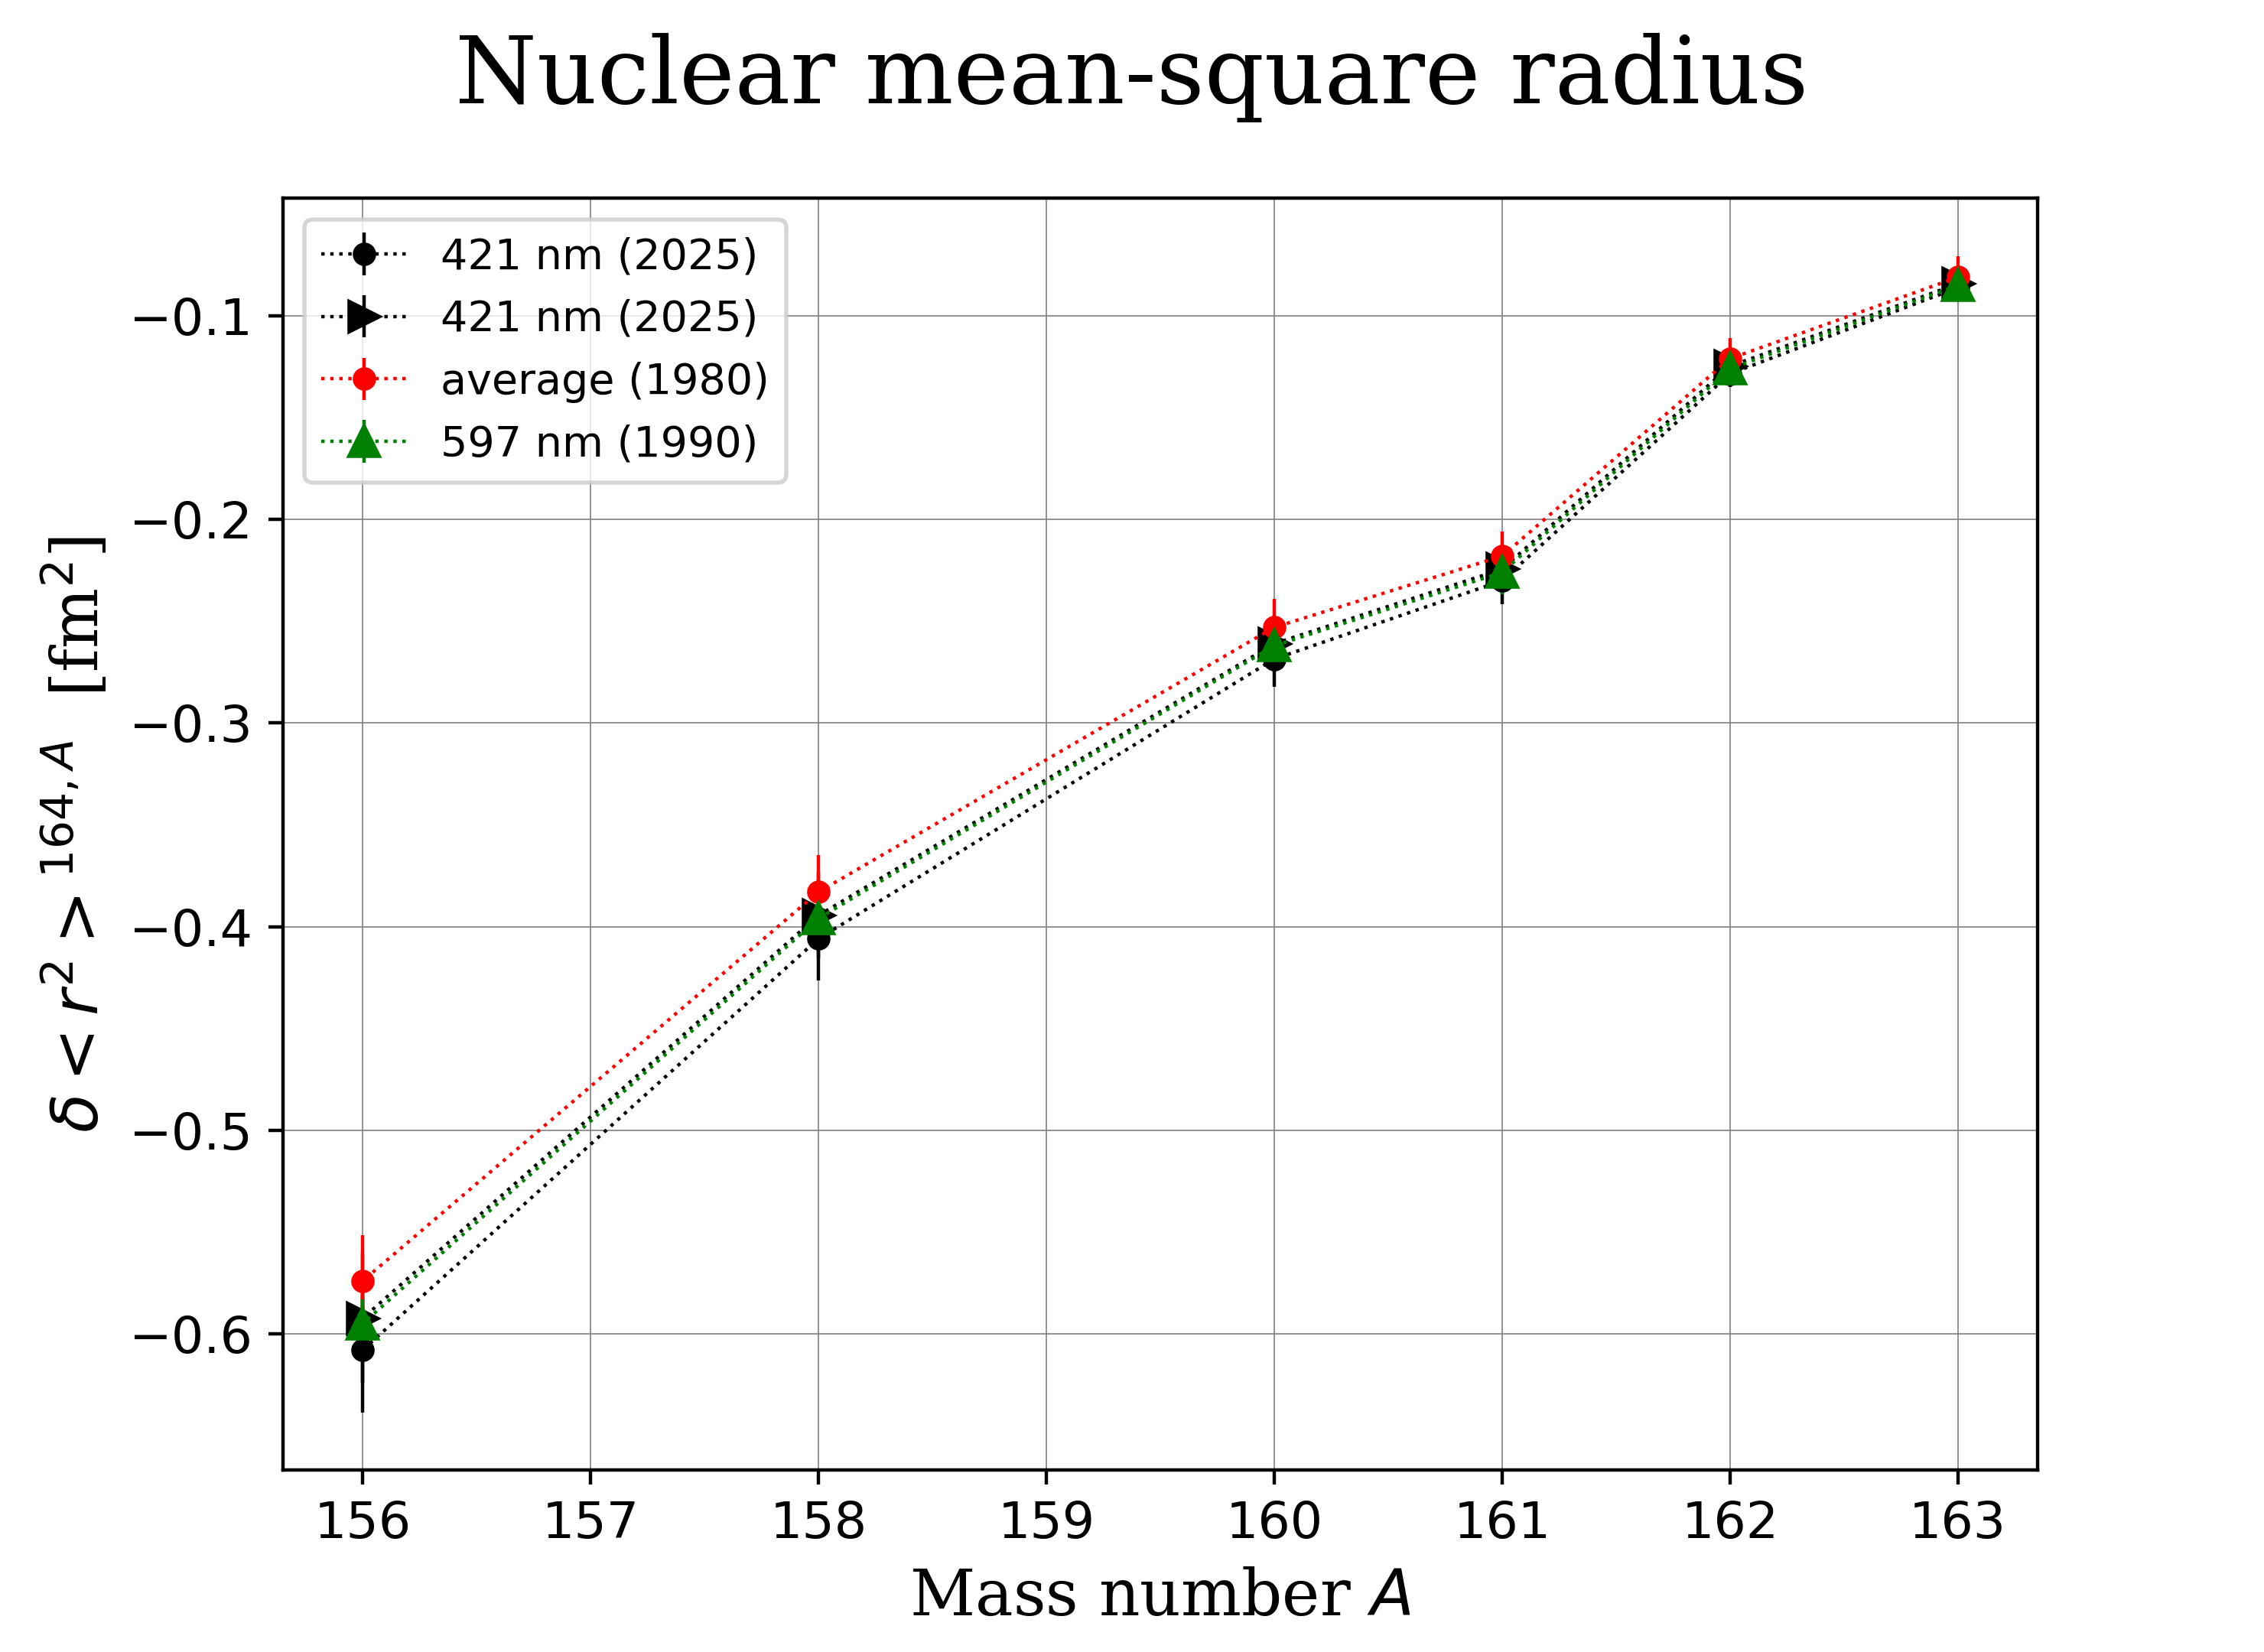 Nuclear mean-square radius
421 nm (2025)
421 nm (2025)
average (1980)
597 nm (1990)
−0.1
−0.2
−0.3
−0.4
−0.5
−0.6
δ < r² >¹⁶⁴,ᴬ [fm²]
156 157 158 159 160 161 162 163
Mass number A